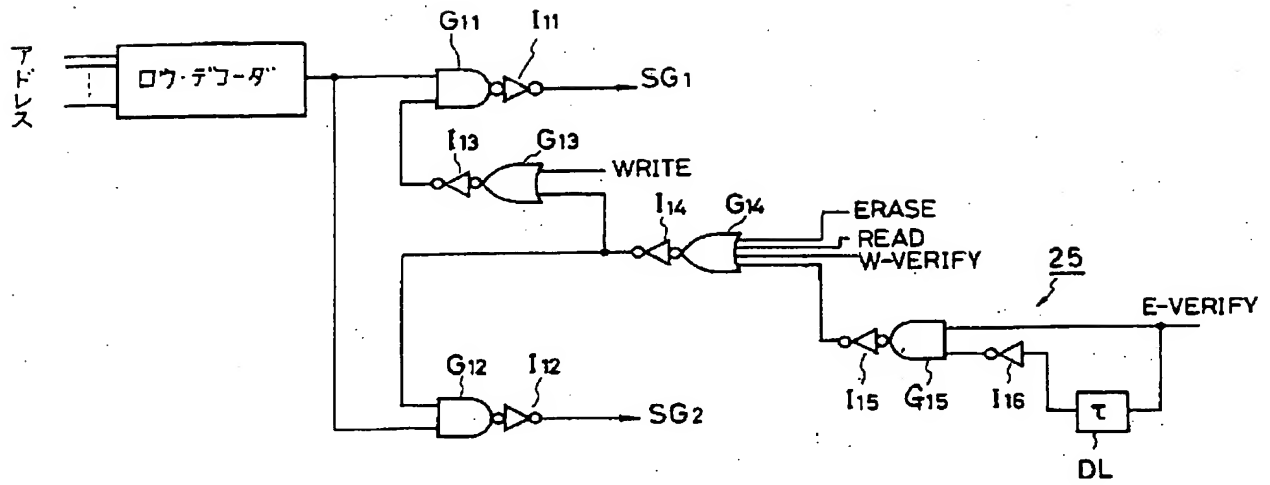 アドレス
ロウ・デコーダ
G11
I11
SG1
I13
G13
WRITE
I14
G14
ERASE
READ
W-VERIFY
25
E-VERIFY
G12
I12
SG2
I15
G15
I16
τ
DL